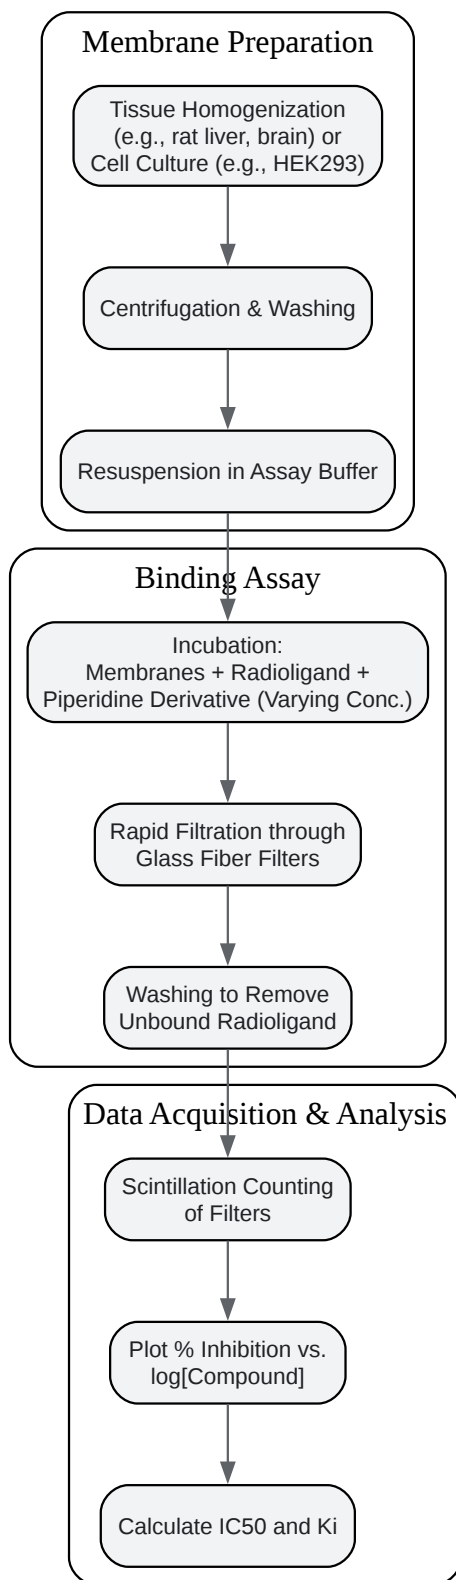 Membrane Preparation
Tissue Homogenization
(e.g., rat liver, brain) or
Cell Culture (e.g., HEK293)
Centrifugation & Washing
Resuspension in Assay Buffer
Binding Assay
Incubation:
Membranes + Radioligand +
Piperidine Derivative (Varying Conc.)
Rapid Filtration through
Glass Fiber Filters
Washing to Remove
Unbound Radioligand
Data Acquisition & Analysis
Scintillation Counting
of Filters
Plot % Inhibition vs.
log[Compound]
Calculate IC50 and Ki